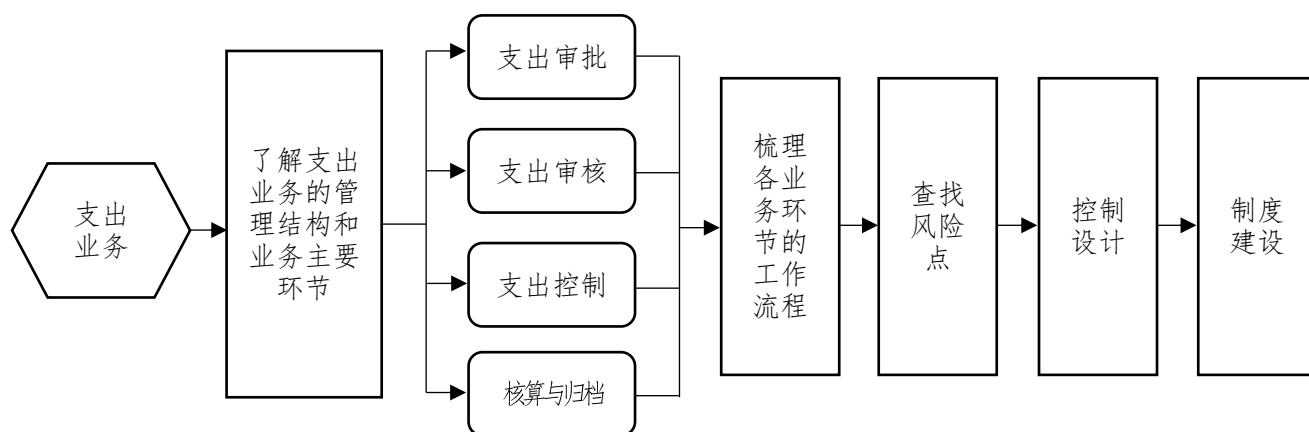 支出
业务
了解支出
业务的管
理结构和
业务主要
环节
支出审批
支出审核
支出控制
核算与归档
梳理
各业
务环
节的
工作
流程
查找
风险
点
控制
设计
制度
建设